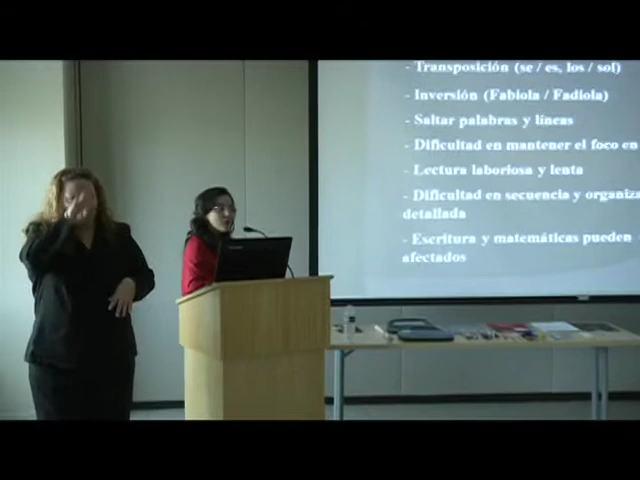 - Transposición (se / es, los / sol)
- Inversión (Fabiola / Fadiola)
- Saltar palabras y líneas
- Dificultad en mantener el foco en
- Lectura laboriosa y lenta
- Dificultad en secuencia y organiza
detallada
- Escritura y matemáticas pueden
afectados